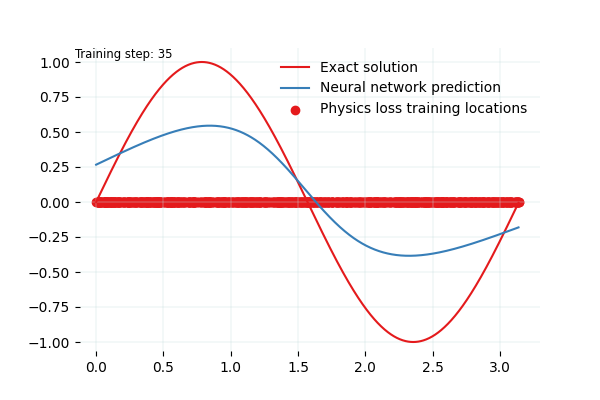 Training step: 35
Exact solution
Neural network prediction
Physics loss training locations
1.00
0.75
0.50
0.25
0.00
−0.25
−0.50
−0.75
−1.00
0.0 0.5 1.0 1.5 2.0 2.5 3.0